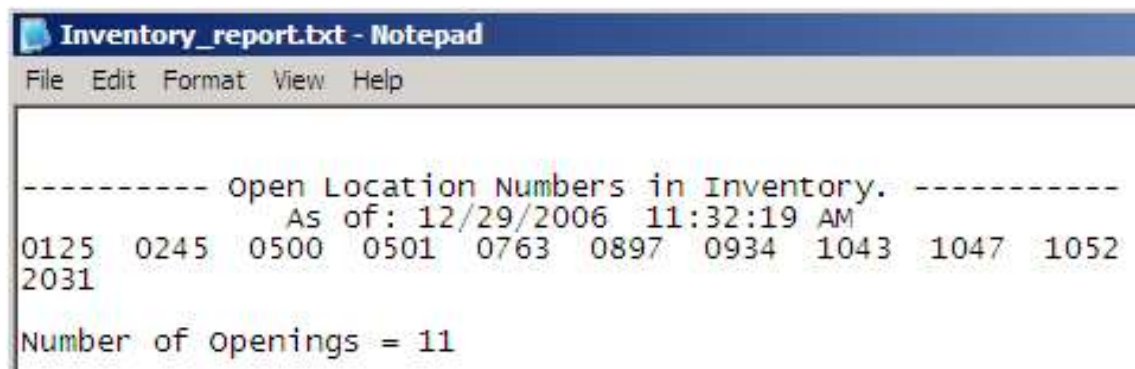 Inventory_report.txt - Notepad
File Edit Format View Help
---------- Open Location Numbers in Inventory. -----------
As of: 12/29/2006 11:32:19 AM
0125 0245 0500 0501 0763 0897 0934 1043 1047 1052
2031
Number of Openings = 11